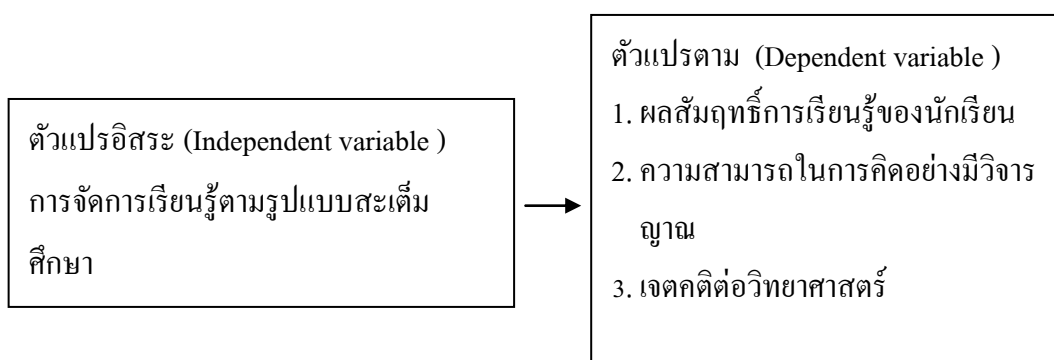 ตัวแปรอิสระ (Independent variable )
การจัดการเรียนรู้ตามรูปแบบสะเต็ม
ศึกษา
ตัวแปรตาม (Dependent variable )
1. ผลสัมฤทธิ์การเรียนรู้ของนักเรียน
2. ความสามารถในการคิดอย่างมีวิจาร
ญาณ
3. เจตคติต่อวิทยาศาสตร์